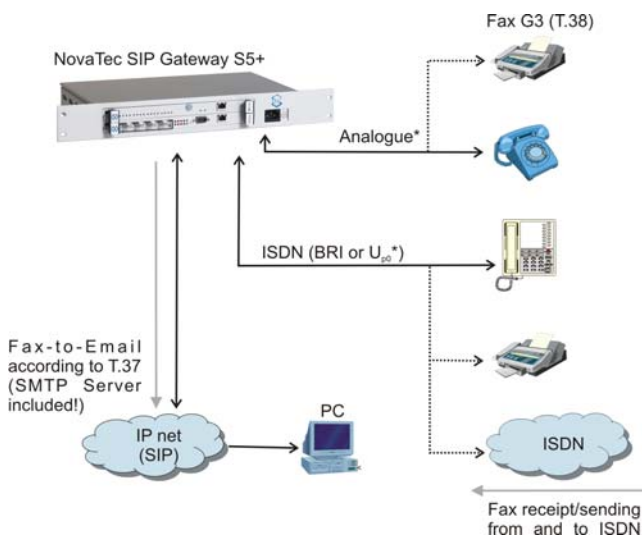 Fax G3 (T.38)
NovaTec SIP Gateway S5+
Analogue*
ISDN (BRI or Up0*)
Fax-to-Email
according to T.37
(SMTP Server
included!)
PC
IP net
(SIP)
ISDN
Fax receipt/sending
from and to ISDN